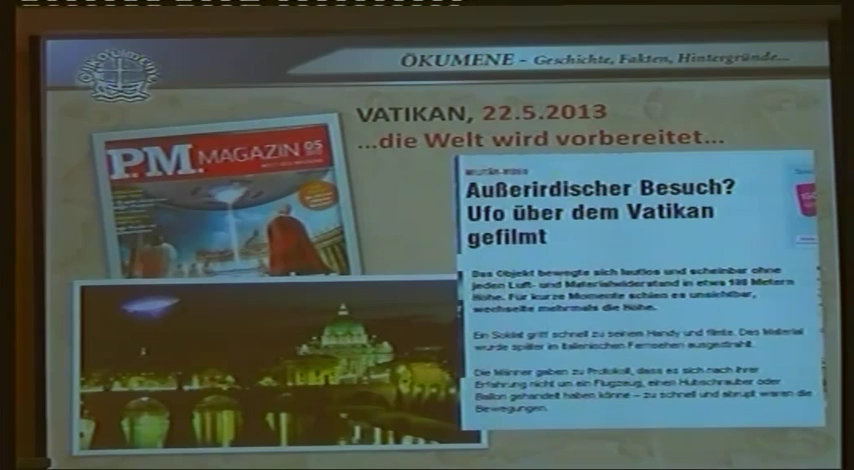 Ökumene
ÖKUMENE - Geschichte, Fakten, Hintergründe...
VATIKAN, 22.5.2013
...die Welt wird vorbereitet...
P.M. MAGAZIN 05
Außerirdischer Besuch?
Ufo über dem Vatikan
gefilmt
Das Objekt bewegte sich lautlos und scheinbar ohne
jeden Luft- und Materialwiderstand in etwa 100 Metern
Höhe. Für kurze Momente schien es unsichtbar,
wechselte mehrmals die Höhe.
Ein Soldat griff schnell zu seinem Handy und filmte. Das Material
wurde später im italienischen Fernsehen ausgestrahlt.
Die Männer gaben zu Protokoll, dass es sich nach ihrer
Erfahrung nicht um ein Flugzeug, einen Hubschrauber oder
Ballon gehandelt haben könne – zu schnell und abrupt waren die
Bewegungen.